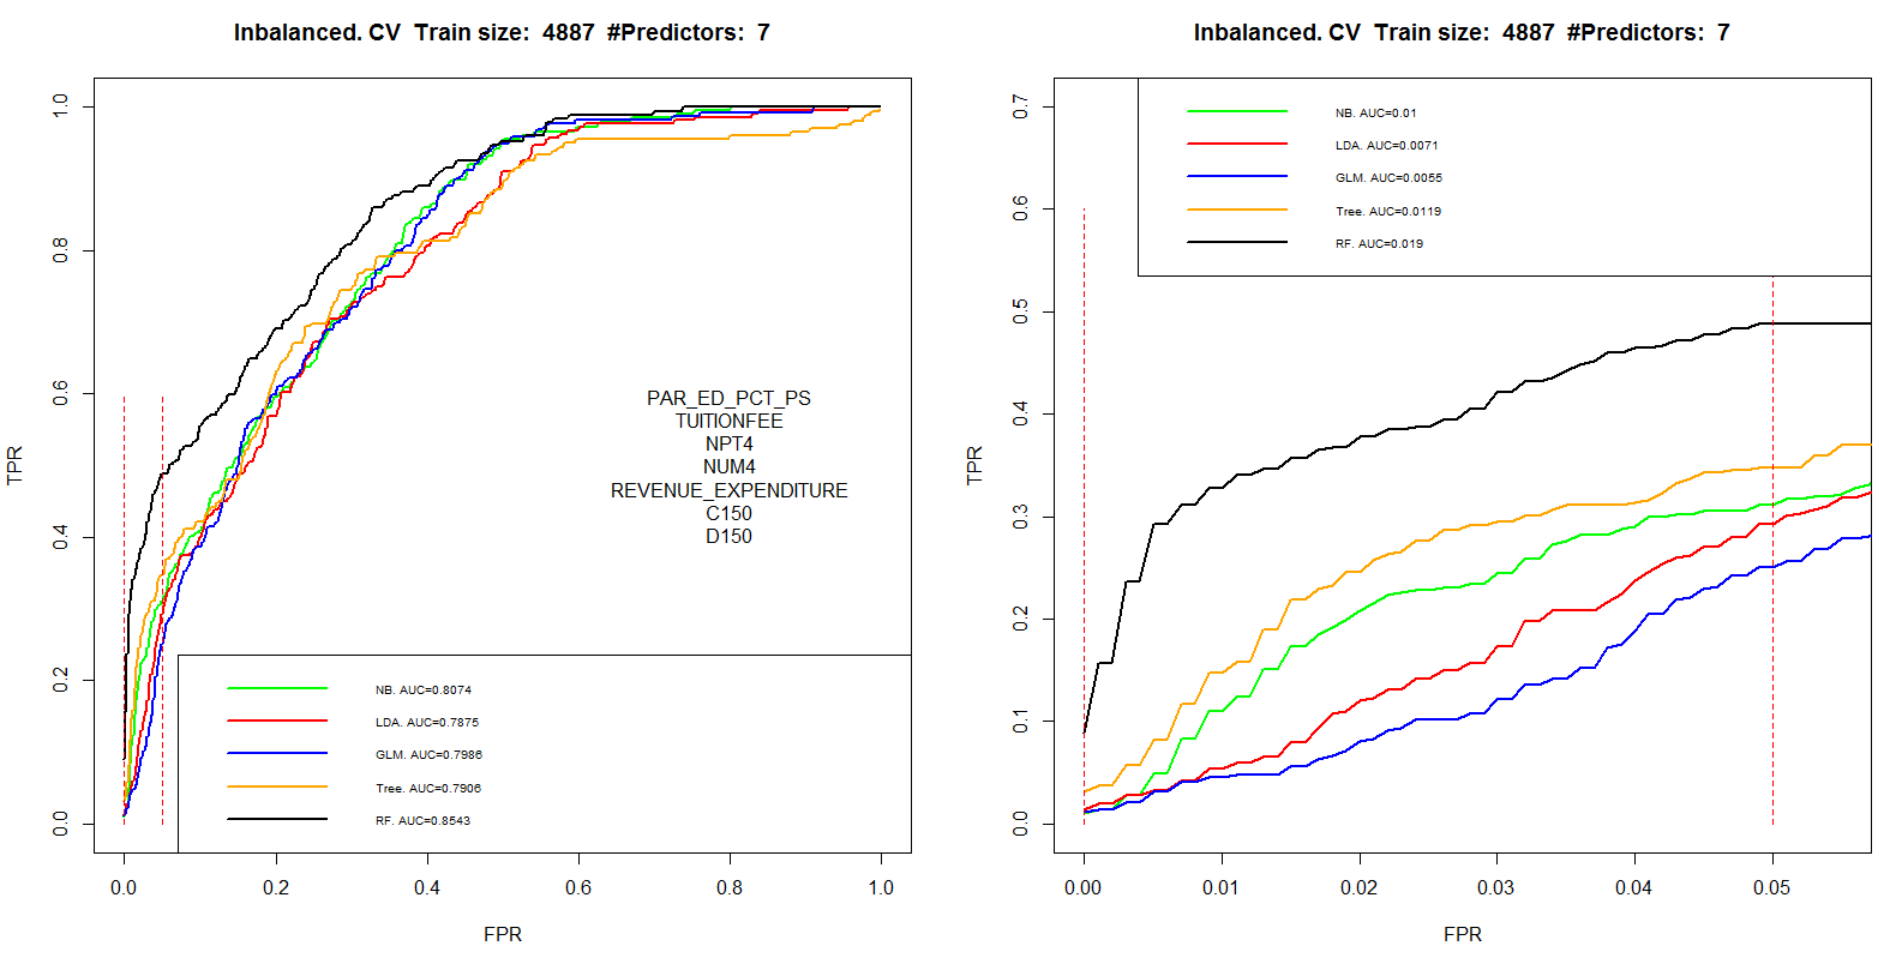 Inbalanced. CV  Train size:  4887  #Predictors:  7
TPR
1.0
0.8
0.6
0.4
0.2
0.0
PAR_ED_PCT_PS
TUITIONFEE
NPT4
NUM4
REVENUE_EXPENDITURE
C150
D150
NB. AUC=0.8074
LDA. AUC=0.7875
GLM. AUC=0.7986
Tree. AUC=0.7906
RF. AUC=0.8543
0.0 0.2 0.4 0.6 0.8 1.0
FPR
Inbalanced. CV  Train size:  4887  #Predictors:  7
TPR
0.7
0.6
0.5
0.4
0.3
0.2
0.1
0.0
NB. AUC=0.01
LDA. AUC=0.0071
GLM. AUC=0.0055
Tree. AUC=0.0119
RF. AUC=0.019
0.00 0.01 0.02 0.03 0.04 0.05
FPR